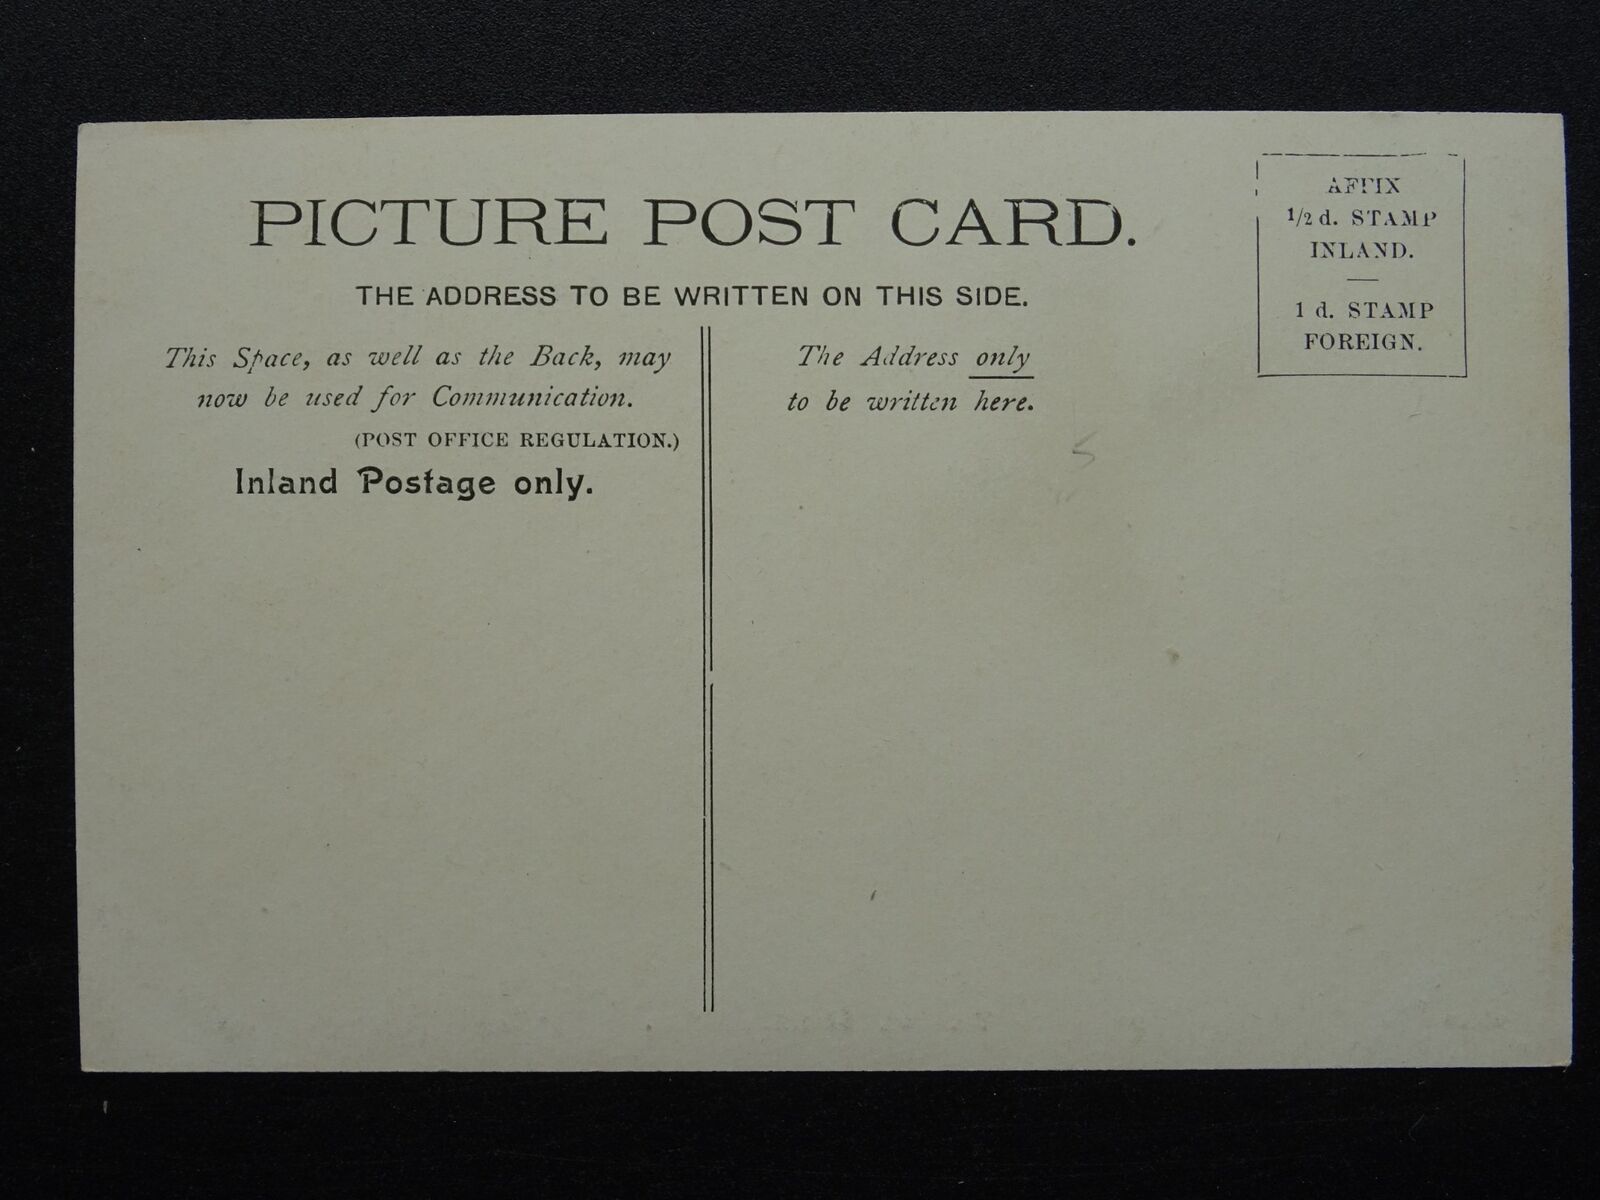 PICTURE POST CARD.
THE ADDRESS TO BE WRITTEN ON THIS SIDE.
AFFIX
1/2 d. STAMP
INLAND.
1 d. STAMP
FOREIGN.
This Space, as well as the Back, may
now be used for Communication.
(POST OFFICE REGULATION.)
Inland Postage only.
The Address only
to be written here.